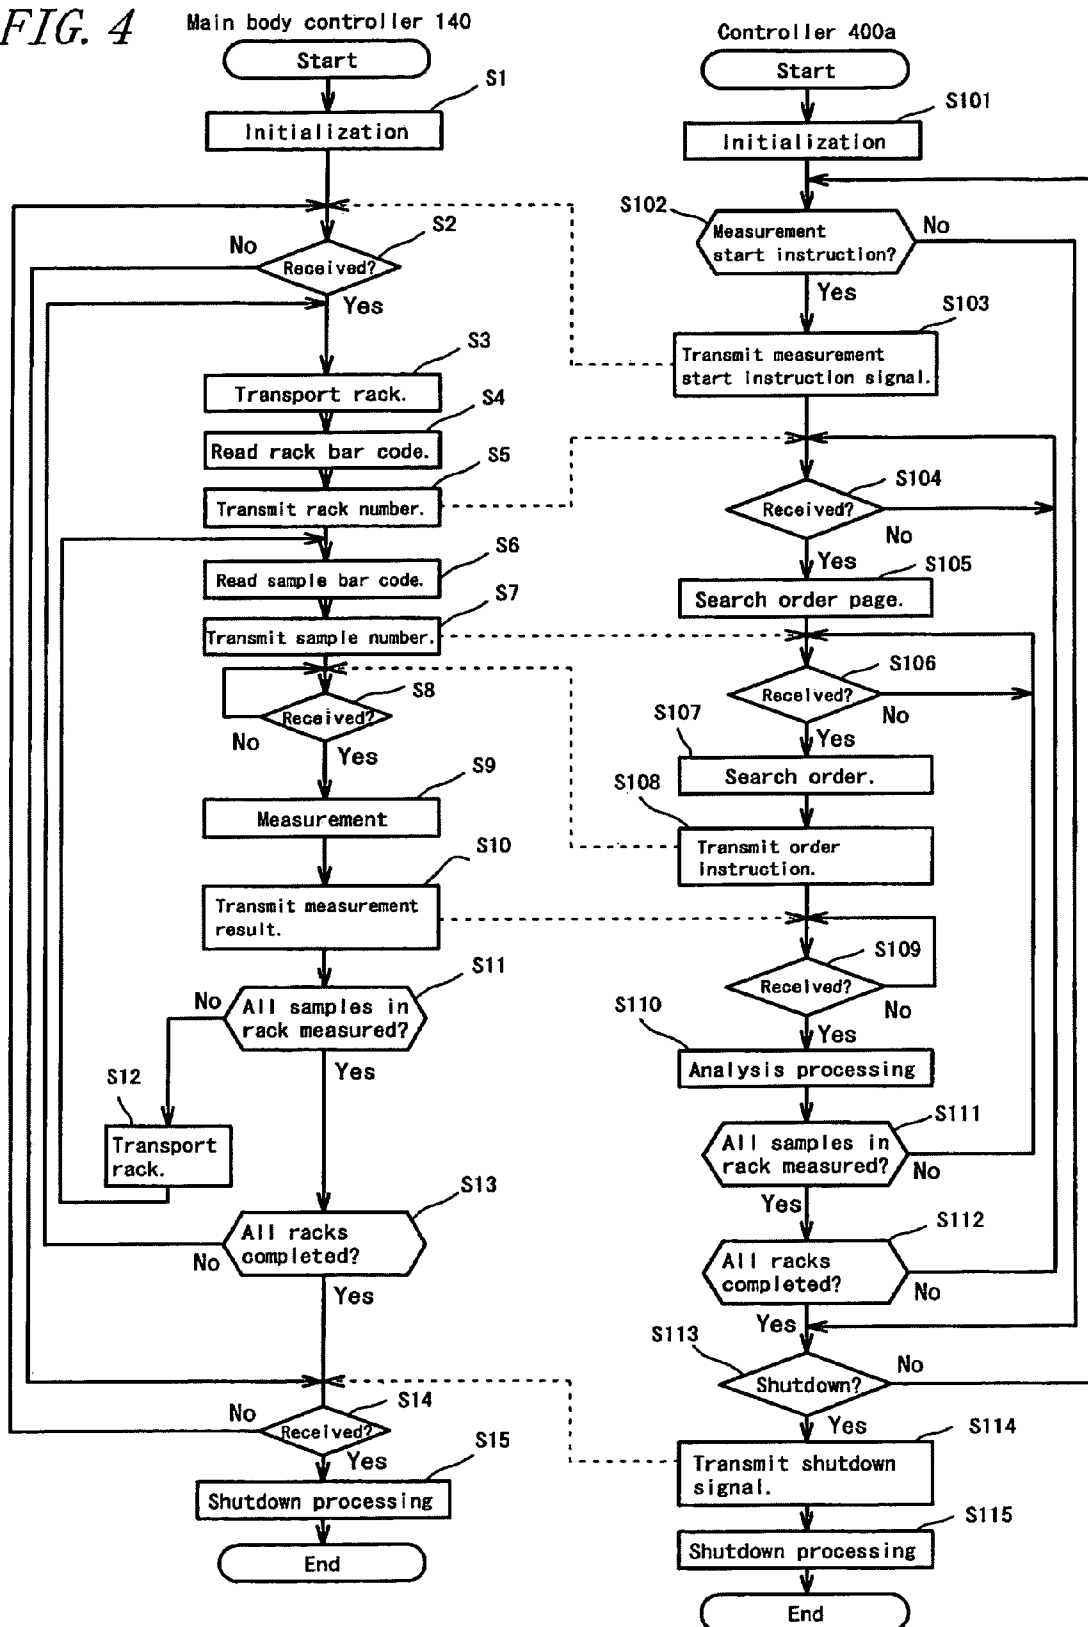 FIG. 4
Main body controller 140
Start
S1
Initialization
S2
No
Received?
Yes
S3
Transport rack.
S4
Read rack bar code.
S5
Transmit rack number.
S6
Read sample bar code.
S7
Transmit sample number.
S8
Received?
No
Yes
S9
Measurement
S10
Transmit measurement
result.
S11
No
All samples in
rack measured?
Yes
S12
Transport
rack.
S13
All racks
completed?
No
Yes
S14
No
Received?
Yes
S15
Shutdown processing
End
Controller 400a
Start
S101
Initialization
S102
Measurement
start instruction?
No
Yes
S103
Transmit measurement
start instruction signal.
S104
Received?
No
Yes
S105
Search order page.
S106
Received?
No
S107
Yes
Search order.
S108
Transmit order
instruction.
S109
Received?
No
S110
Yes
Analysis processing
S111
All samples in
rack measured?
No
Yes
S112
All racks
completed?
No
Yes
S113
No
Shutdown?
Yes
S114
Transmit shutdown
signal.
S115
Shutdown processing
End